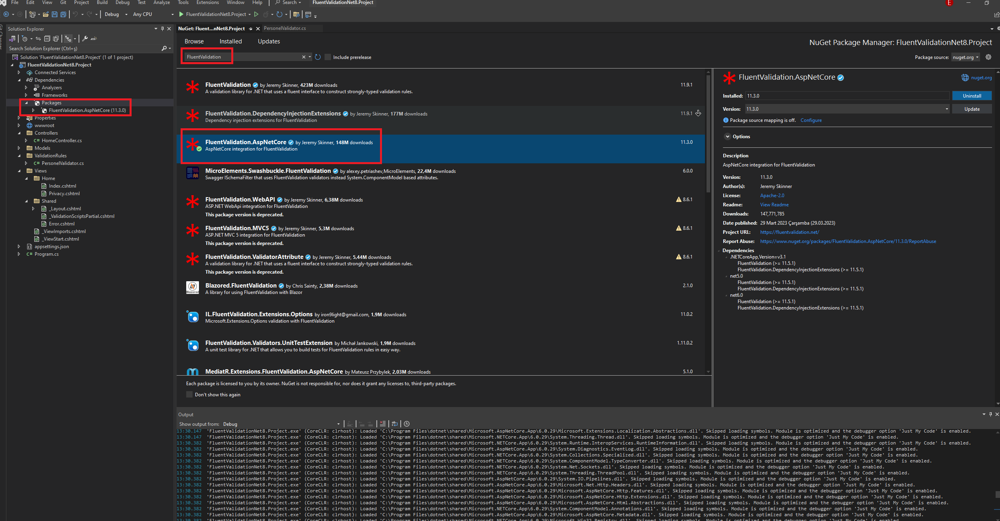 File Edit View Git Project Build Debug Test Analyze Tools Extensions Window Help Search FluentValidationNet8.Project E
Debug Any CPU FluentValidationNet8.Project
Git Changes
Solution Explorer
Search Solution Explorer (Ctrl+ş)
Solution 'FluentValidationNet8.Project' (1 of 1 project)
FluentValidationNet8.Project
Connected Services
Dependencies
Analyzers
Frameworks
Packages
FluentValidation.AspNetCore (11.3.0)
Properties
wwwroot
Controllers
C# HomeController.cs
Models
ValidationRules
C# PersonelValidator.cs
Views
Home
Index.cshtml
Privacy.cshtml
Shared
_Layout.cshtml
_ValidationScriptsPartial.cshtml
Error.cshtml
_ViewImports.cshtml
_ViewStart.cshtml
appsettings.json
C# Program.cs
NuGet: Fluent...nNet8.Project PersonelValidator.cs
Browse Installed Updates
NuGet Package Manager: FluentValidationNet8.Project
FluentValidation Include prerelease
Package source: nuget.org
FluentValidation by Jeremy Skinner, 423M downloads 11.9.1
A validation library for .NET that uses a fluent interface to construct strongly-typed validation rules.
FluentValidation.DependencyInjectionExtensions by Jeremy Skinner, 177M downloads 11.9.1
Dependency injection extensions for FluentValidation
FluentValidation.AspNetCore by Jeremy Skinner, 148M downloads 11.3.0
AspNetCore integration for FluentValidation
MicroElements.Swashbuckle.FluentValidation by alexey.petriashev,MicroElements, 22,4M downloads 6.0.0
Swagger ISchemaFilter that uses FluentValidation validators instead System.ComponentModel based attributes.
FluentValidation.WebAPI by Jeremy Skinner, 6,38M downloads 8.6.1
ASP.NET WebApi integration for FluentValidation
This package version is deprecated.
FluentValidation.MVC5 by Jeremy Skinner, 5,3M downloads 8.6.1
ASP.NET MVC 5 integration for FluentValidation
This package version is deprecated.
FluentValidation.ValidatorAttribute by Jeremy Skinner, 5,44M downloads 8.6.1
A validation library for .NET that uses a fluent interface to construct strongly-typed validation rules.
This package version is deprecated.
Blazored.FluentValidation by Chris Sainty, 2,38M downloads 2.1.0
Blazored
A library for using FluentValidation with Blazor
IL.FluentValidation.Extensions.Options by iron9light@gmail.com, 1,9M downloads 11.0.2
Microsoft.Extensions.Options validation with FluentValidation
FluentValidation.Validators.UnitTestExtension by Michał Jankowski, 1,9M downloads 1.11.0.2
A unit test library for .NET that allows you to build tests for FluentValidation rules in easy way.
MediatR.Extensions.FluentValidation.AspNetCore by Mateusz Przybylek, 2,03M downloads 5.1.0
Each package is licensed to you by its owner. NuGet is not responsible for, nor does it grant any licenses to, third-party packages.
Don't show this again
FluentValidation.AspNetCore nuget.org
Installed: 11.3.0 Uninstall
Version: 11.3.0 Update
Package source mapping is off. Configure
Options
Description
AspNetCore integration for FluentValidation
Version: 11.3.0
Author(s): Jeremy Skinner
License: Apache-2.0
Readme: View Readme
Downloads: 147,771,785
Date published: 29 Mart 2023 Çarşamba (29.03.2023)
Project URL: https://fluentvalidation.net/
Report Abuse: https://www.nuget.org/packages/FluentValidation.AspNetCore/11.3.0/ReportAbuse
Dependencies
.NETCoreApp,Version=v3.1
FluentValidation (>= 11.5.1)
FluentValidation.DependencyInjectionExtensions (>= 11.5.1)
net5.0
FluentValidation (>= 11.5.1)
FluentValidation.DependencyInjectionExtensions (>= 11.5.1)
net6.0
FluentValidation (>= 11.5.1)
FluentValidation.DependencyInjectionExtensions (>= 11.5.1)
Output
Show output from: Debug
13:30.147 'FluentValidationNet8.Project.exe' (CoreCLR: clrhost): Loaded 'C:\Program Files\dotnet\shared\Microsoft.AspNetCore.App\6.0.29\Microsoft.Extensions.Localization.Abstractions.dll'. Skipped loading symbols. Module is optimized and the debugger option 'Just My Code' is enabled.
13:30.147 'FluentValidationNet8.Project.exe' (CoreCLR: clrhost): Loaded 'C:\Program Files\dotnet\shared\Microsoft.NETCore.App\6.0.29\System.Threading.Thread.dll'. Skipped loading symbols. Module is optimized and the debugger option 'Just My Code' is enabled.
13:30.382 'FluentValidationNet8.Project.exe' (CoreCLR: clrhost): Loaded 'C:\Program Files\dotnet\shared\Microsoft.NETCore.App\6.0.29\System.Runtime.InteropServices.RuntimeInformation.dll'. Skipped loading symbols. Module is optimized and the debugger option 'Just My Code' is enabled.
13:30.382 'FluentValidationNet8.Project.exe' (CoreCLR: clrhost): Loaded 'C:\Program Files\dotnet\shared\Microsoft.AspNetCore.App\6.0.29\System.Diagnostics.EventLog.dll'. Skipped loading symbols. Module is optimized and the debugger option 'Just My Code' is enabled.
13:30.382 'FluentValidationNet8.Project.exe' (CoreCLR: clrhost): Loaded 'C:\Program Files\dotnet\shared\Microsoft.NETCore.App\6.0.29\System.Collections.Specialized.dll'. Skipped loading symbols. Module is optimized and the debugger option 'Just My Code' is enabled.
13:30.382 'FluentValidationNet8.Project.exe' (CoreCLR: clrhost): Loaded 'C:\Program Files\dotnet\shared\Microsoft.NETCore.App\6.0.29\System.ComponentModel.TypeConverter.dll'. Skipped loading symbols. Module is optimized and the debugger option 'Just My Code' is enabled.
13:30.382 'FluentValidationNet8.Project.exe' (CoreCLR: clrhost): Loaded 'C:\Program Files\dotnet\shared\Microsoft.NETCore.App\6.0.29\System.Net.Sockets.dll'. Skipped loading symbols. Module is optimized and the debugger option 'Just My Code' is enabled.
13:30.382 'FluentValidationNet8.Project.exe' (CoreCLR: clrhost): Loaded 'C:\Program Files\dotnet\shared\Microsoft.NETCore.App\6.0.29\System.Threading.ThreadPool.dll'. Skipped loading symbols. Module is optimized and the debugger option 'Just My Code' is enabled.
13:30.382 'FluentValidationNet8.Project.exe' (CoreCLR: clrhost): Loaded 'C:\Program Files\dotnet\shared\Microsoft.AspNetCore.App\6.0.29\System.IO.Pipelines.dll'. Skipped loading symbols. Module is optimized and the debugger option 'Just My Code' is enabled.
13:30.382 'FluentValidationNet8.Project.exe' (CoreCLR: clrhost): Loaded 'C:\Program Files\dotnet\shared\Microsoft.AspNetCore.App\6.0.29\Microsoft.Net.Http.Headers.dll'. Skipped loading symbols. Module is optimized and the debugger option 'Just My Code' is enabled.
13:30.382 'FluentValidationNet8.Project.exe' (CoreCLR: clrhost): Loaded 'C:\Program Files\dotnet\shared\Microsoft.AspNetCore.App\6.0.29\Microsoft.AspNetCore.Http.Features.dll'. Skipped loading symbols. Module is optimized and the debugger option 'Just My Code' is enabled.
13:30.382 'FluentValidationNet8.Project.exe' (CoreCLR: clrhost): Loaded 'C:\Program Files\dotnet\shared\Microsoft.AspNetCore.App\6.0.29\Microsoft.AspNetCore.Http.Extensions.dll'. Skipped loading symbols. Module is optimized and the debugger option 'Just My Code' is enabled.
13:30.382 'FluentValidationNet8.Project.exe' (CoreCLR: clrhost): Loaded 'C:\Program Files\dotnet\shared\Microsoft.AspNetCore.App\6.0.29\Microsoft.AspNetCore.Html.Abstractions.dll'. Skipped loading symbols. Module is optimized and the debugger option 'Just My Code' is enabled.
13:30.382 'FluentValidationNet8.Project.exe' (CoreCLR: clrhost): Loaded 'C:\Program Files\dotnet\shared\Microsoft.NETCore.App\6.0.29\System.ComponentModel.Annotations.dll'. Skipped loading symbols. Module is optimized and the debugger option 'Just My Code' is enabled.
13:30.382 'FluentValidationNet8.Project.exe' (CoreCLR: clrhost): Loaded 'C:\Program Files\dotnet\shared\Microsoft.AspNetCore.App\6.0.29\Microsoft.AspNetCore.Metadata.dll'. Skipped loading symbols. Module is optimized and the debugger option 'Just My Code' is enabled.
13:30.382 'FluentValidationNet8.Project.exe' (CoreCLR: clrhost): Loaded 'C:\Program Files\dotnet\shared\Microsoft.NETCore.App\6.0.29\Microsoft.Win32.Registry.dll'. Skipped loading symbols. Module is optimized and the debugger option 'Just My Code' is enabled.